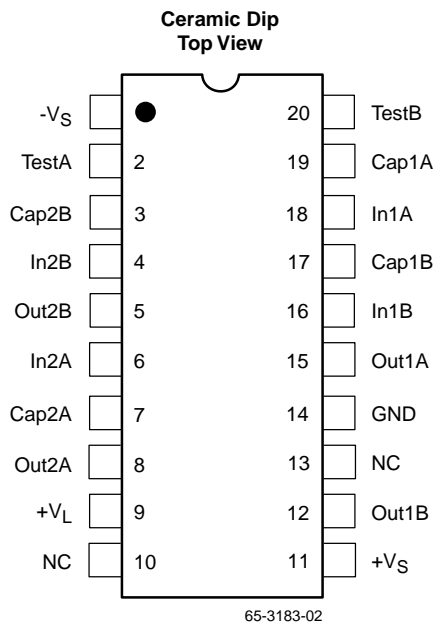 Ceramic Dip
Top View
-VS 20 TestB
TestA 2 19 Cap1A
Cap2B 3 18 In1A
In2B 4 17 Cap1B
Out2B 5 16 In1B
In2A 6 15 Out1A
Cap2A 7 14 GND
Out2A 8 13 NC
+VL 9 12 Out1B
NC 10 11 +VS
65-3183-02